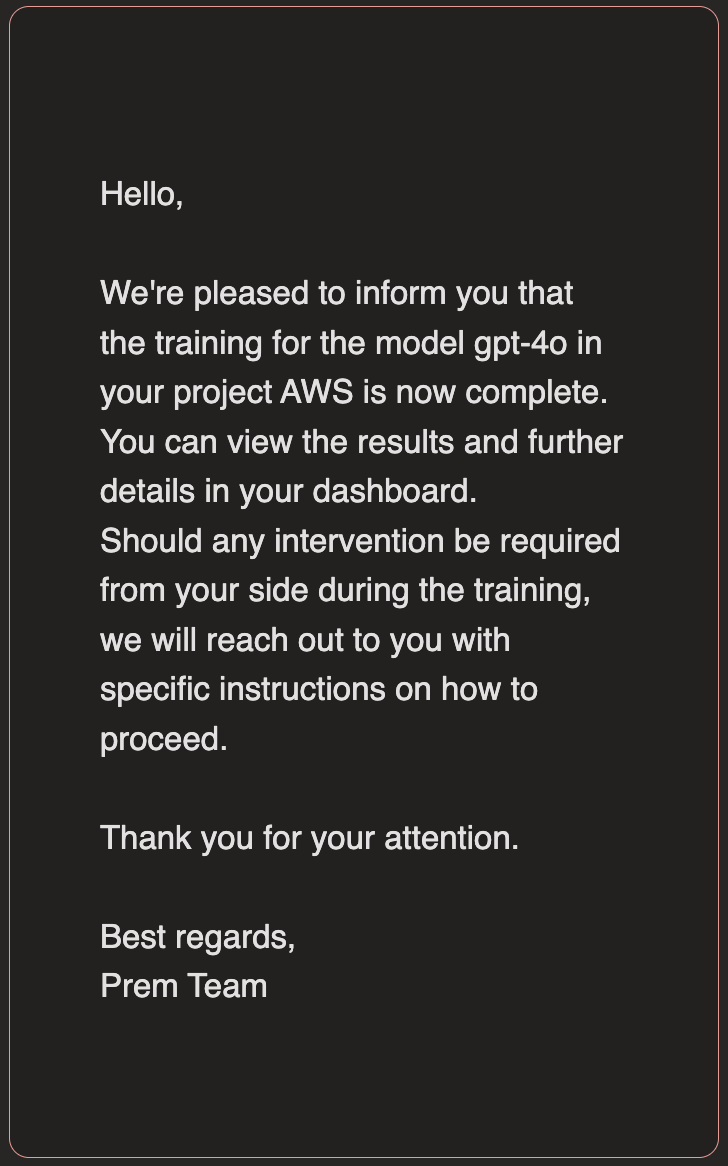 Hello,
We're pleased to inform you that
the training for the model gpt-4o in
your project AWS is now complete.
You can view the results and further
details in your dashboard.
Should any intervention be required
from your side during the training,
we will reach out to you with
specific instructions on how to
proceed.
Thank you for your attention.
Best regards,
Prem Team